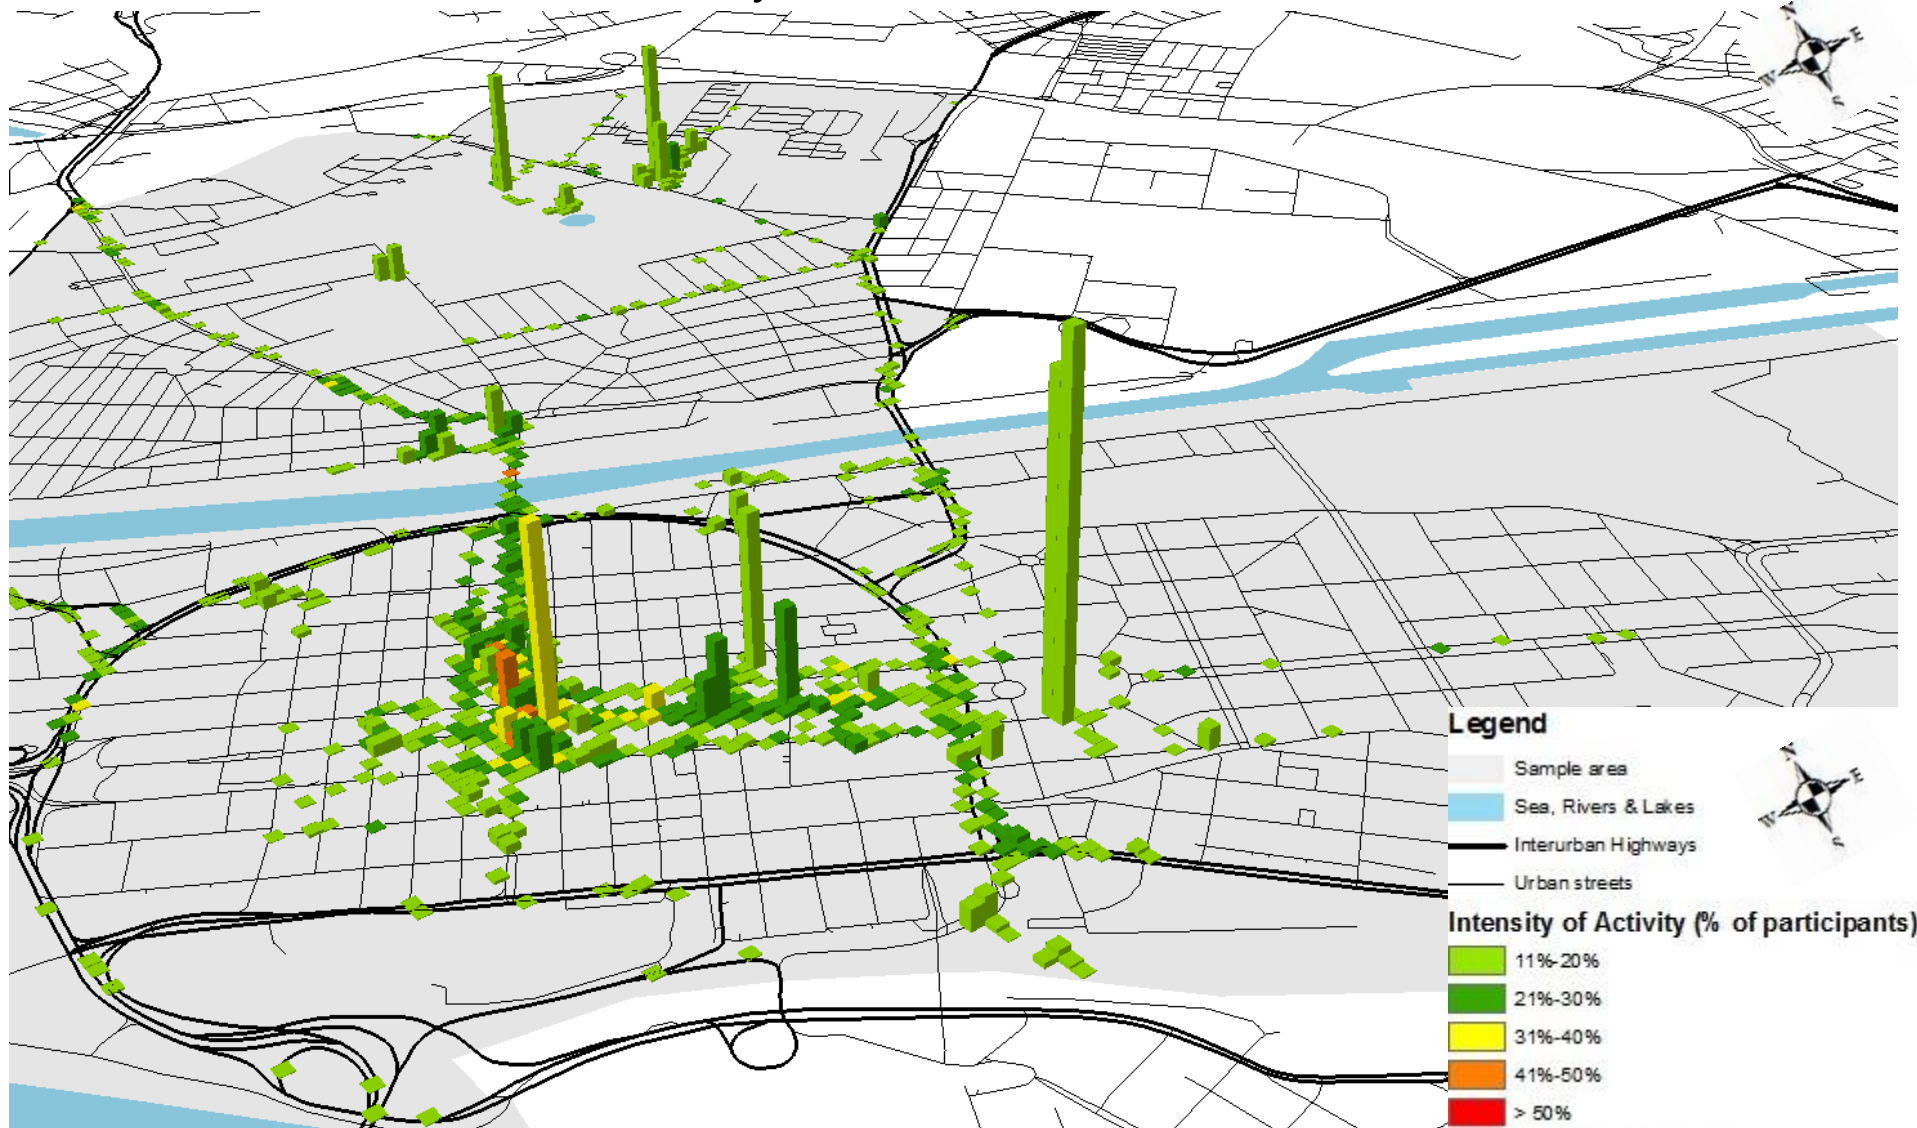 E
W
S
Legend
Sample area
Sea, Rivers & Lakes
Interurban Highways
Urban streets
E
W
S
Intensity of Activity (% of participants)
11%-20%
21%-30%
31%-40%
41%-50%
> 50%